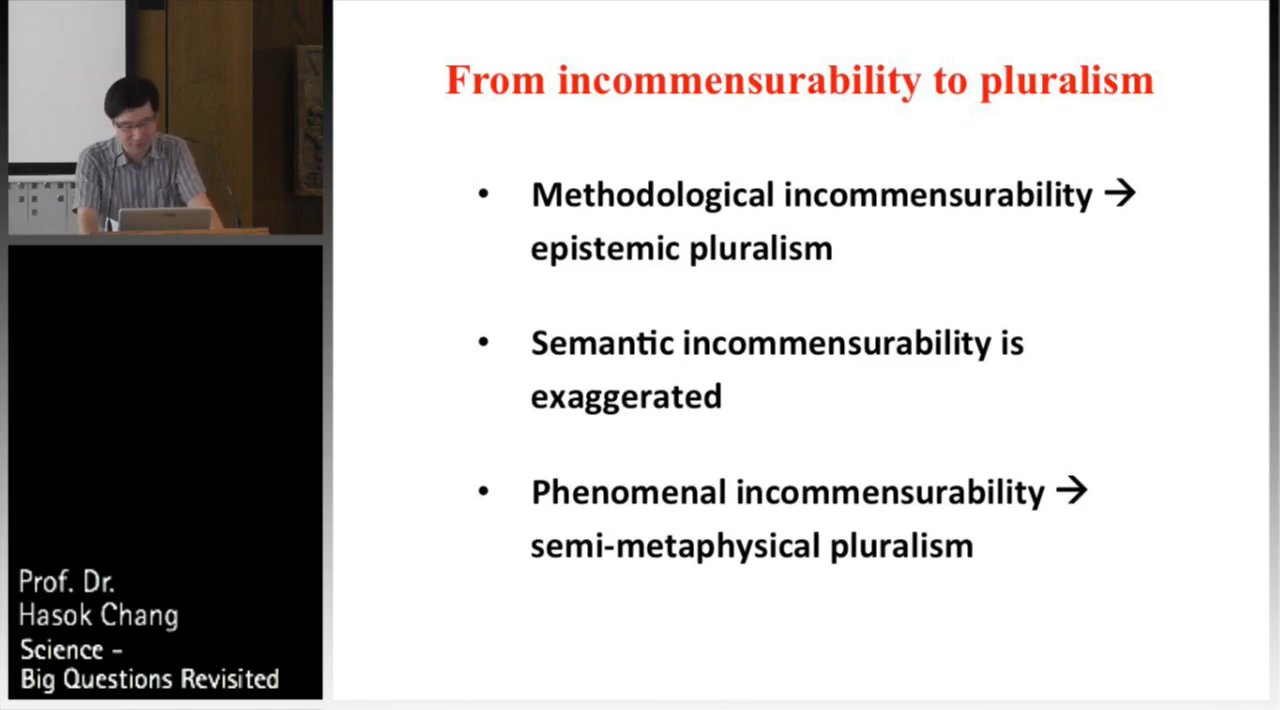 From incommensurability to pluralism
• Methodological incommensurability →
epistemic pluralism
• Semantic incommensurability is
exaggerated
• Phenomenal incommensurability →
semi-metaphysical pluralism
Prof. Dr.
Hasok Chang
Science –
Big Questions Revisited